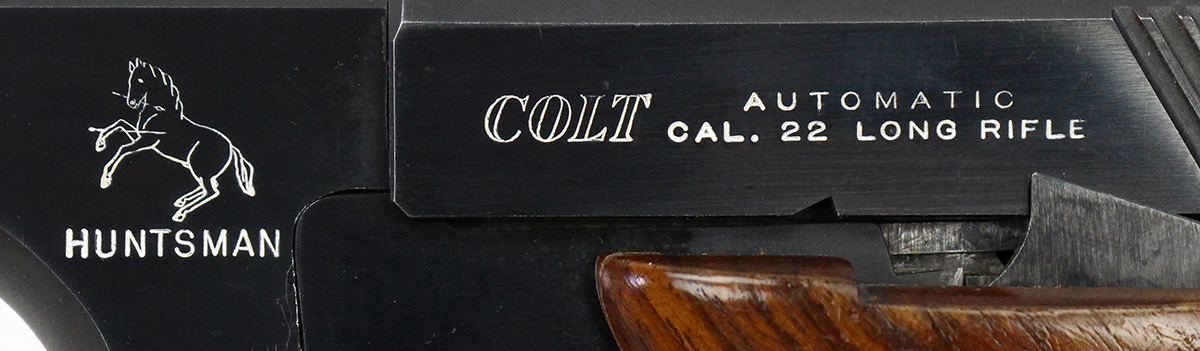 HUNTSMAN
COLT
AUTOMATIC
CAL. 22 LONG RIFLE